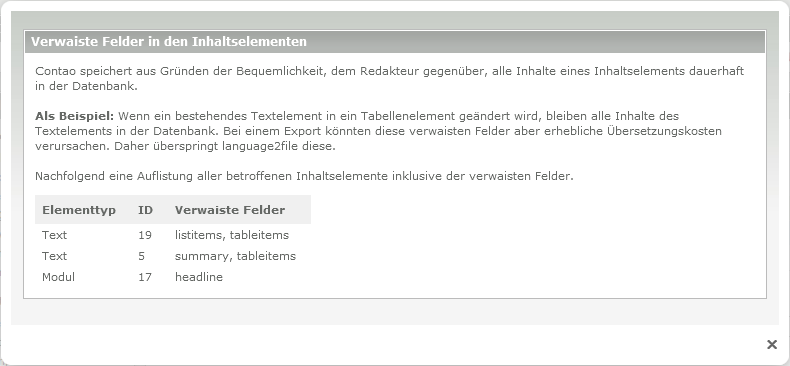 Verwaiste Felder in den Inhaltselementen
Contao speichert aus Gründen der Bequemlichkeit, dem Redakteur gegenüber, alle Inhalte eines Inhaltselements dauerhaft
in der Datenbank.
Als Beispiel: Wenn ein bestehendes Textelement in ein Tabellenelement geändert wird, bleiben alle Inhalte des
Textelements in der Datenbank. Bei einem Export könnten diese verwaisten Felder aber erhebliche Übersetzungskosten
verursachen. Daher überspringt language2file diese.
Nachfolgend eine Auflistung aller betroffenen Inhaltselemente inklusive der verwaisten Felder.
Elementtyp ID Verwaiste Felder
Text 19 listitems, tableitems
Text 5 summary, tableitems
Modul 17 headline